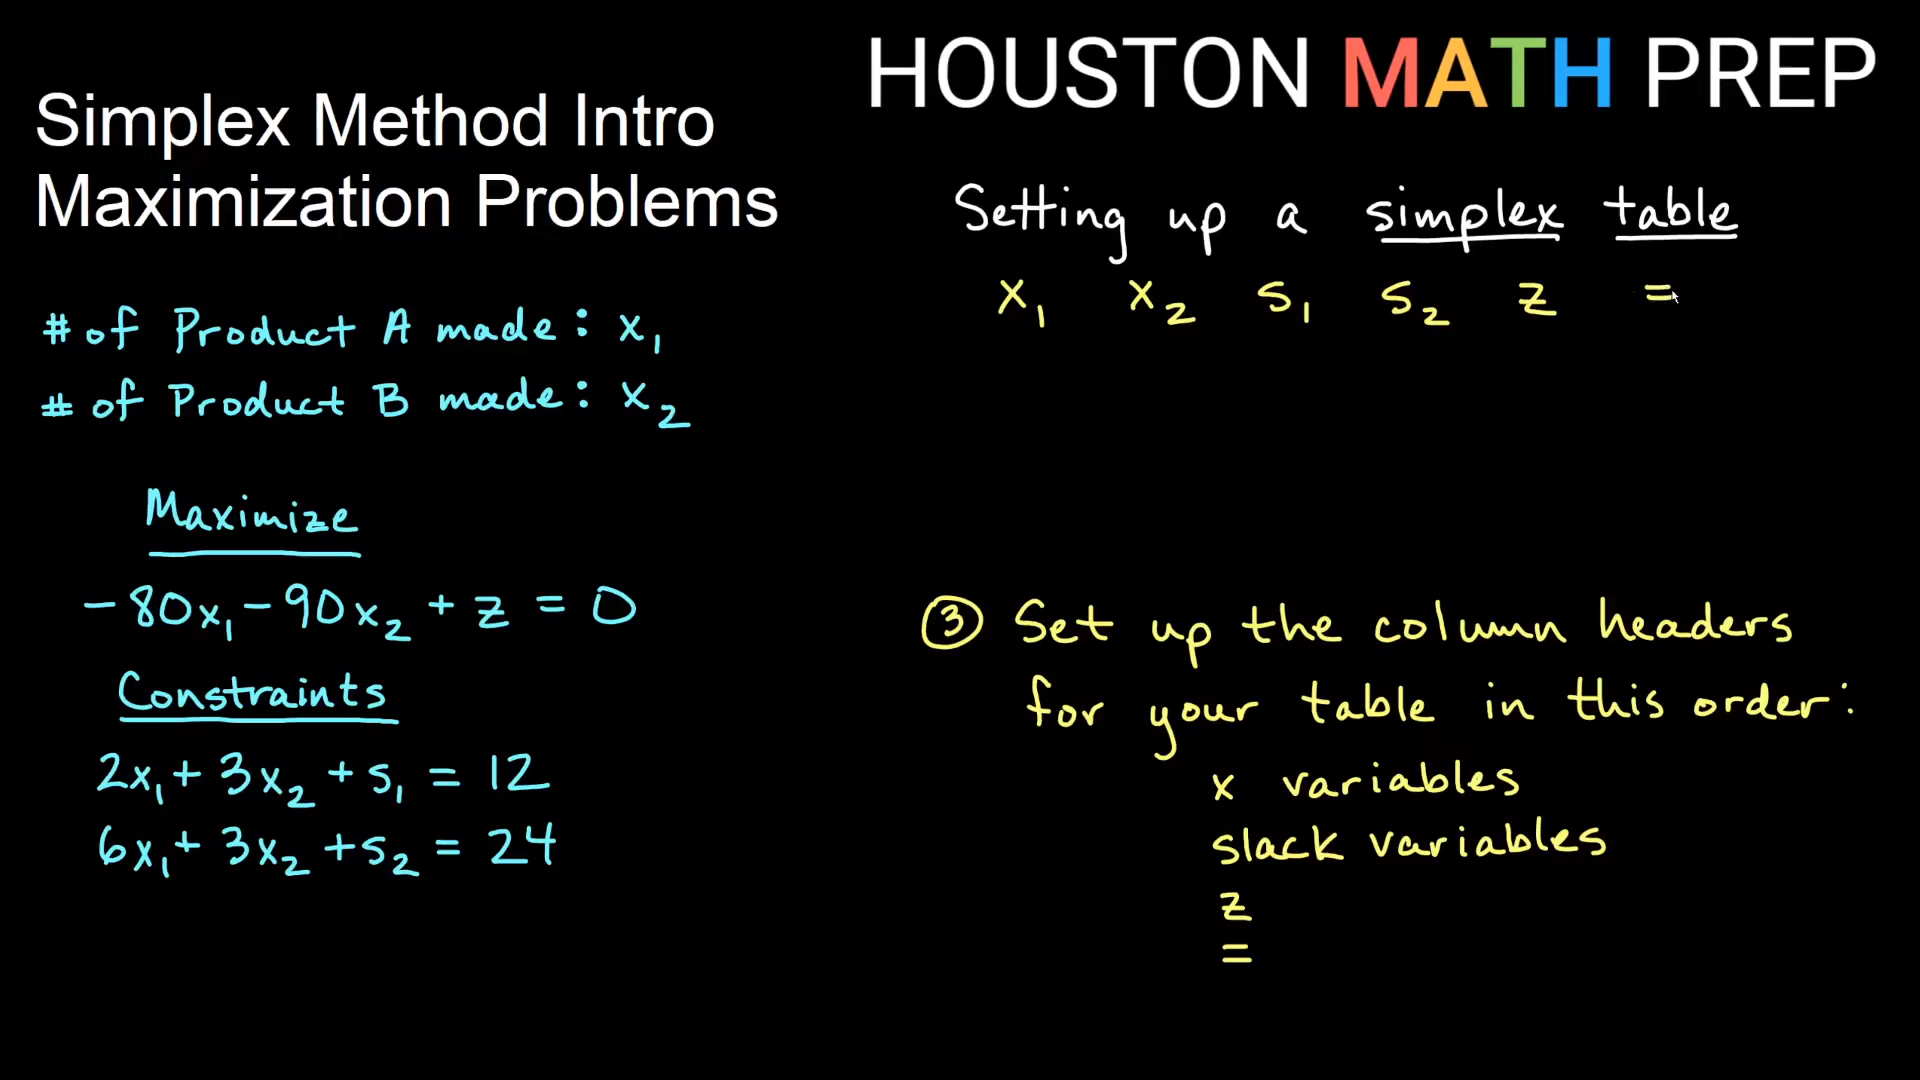 Simplex Method Intro
Maximization Problems
# of Product A made: x₁
# of Product B made: x₂
Maximize
-80x₁ - 90x₂ + z = 0
Constraints
2x₁ + 3x₂ + s₁ = 12
6x₁ + 3x₂ + s₂ = 24
HOUSTON MATH PREP
Setting up a simplex table
x₁ x₂ s₁ s₂ z =
③ Set up the column headers
for your table in this order:
x variables
slack variables
z
=